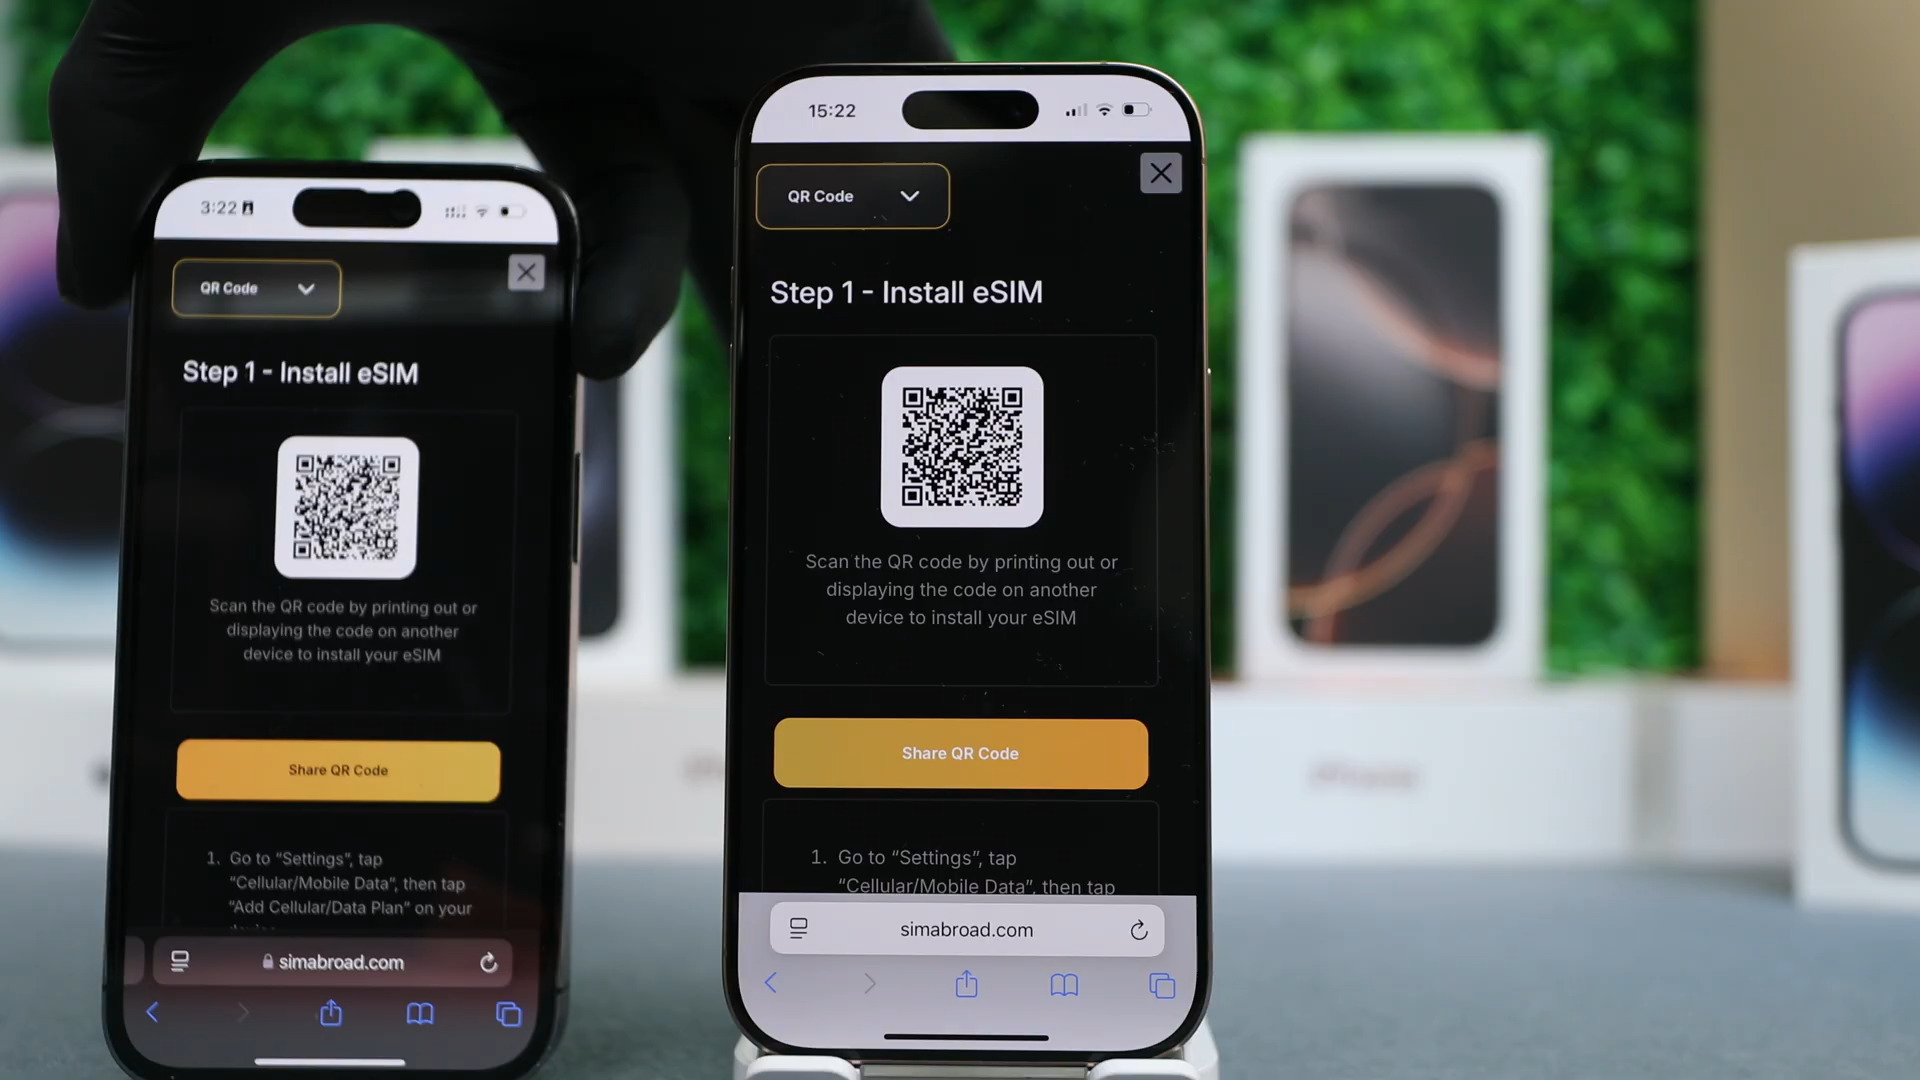 3:22
QR Code
Step 1 - Install eSIM
Scan the QR code by printing out or
displaying the code on another
device to install your eSIM
Share QR Code
1. Go to “Settings”, tap
“Cellular/Mobile Data”, then tap
“Add Cellular/Data Plan” on your
simabroad.com
15:22
QR Code
Step 1 - Install eSIM
Scan the QR code by printing out or
displaying the code on another
device to install your eSIM
Share QR Code
1. Go to “Settings”, tap
“Cellular/Mobile Data”, then tap
simabroad.com
iPhone